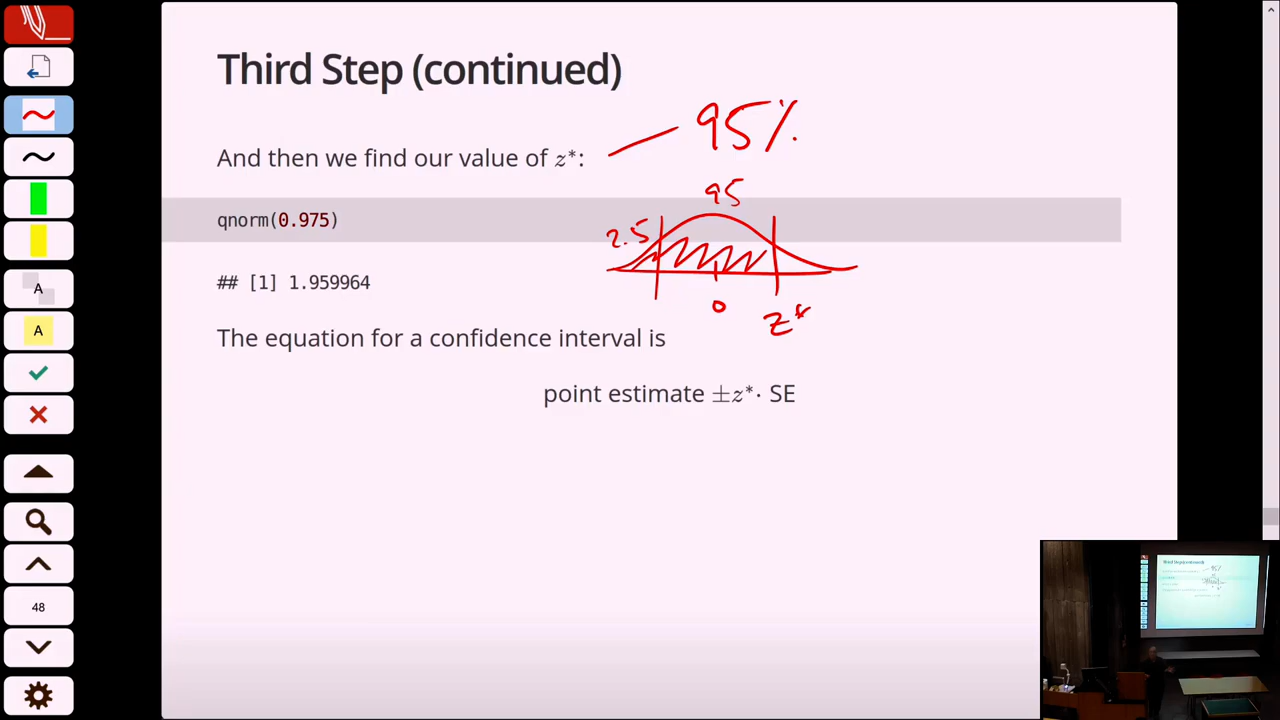 Third Step (continued)
95%
And then we find our value of z*:
95
qnorm(0.975)
2.5
## [1] 1.959964
0
z*
The equation for a confidence interval is
point estimate ±z*· SE
A
A
48